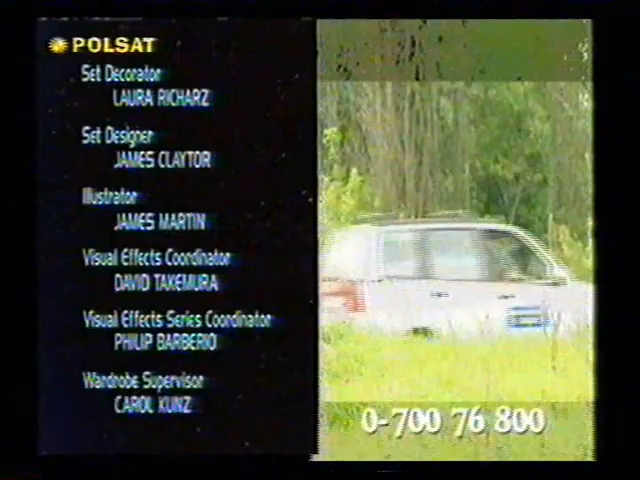 POLSAT
Set Decorator
LAURA RICHARZ
Set Designer
JAMES CLAYTOR
Illustrator
JAMES MARTIN
Visual Effects Coordinator
DAVID TAKEMURA
Visual Effects Series Coordinator
PHILIP BARBERIO
Wardrobe Supervisor
CAROL KUNZ
0-700 76 800